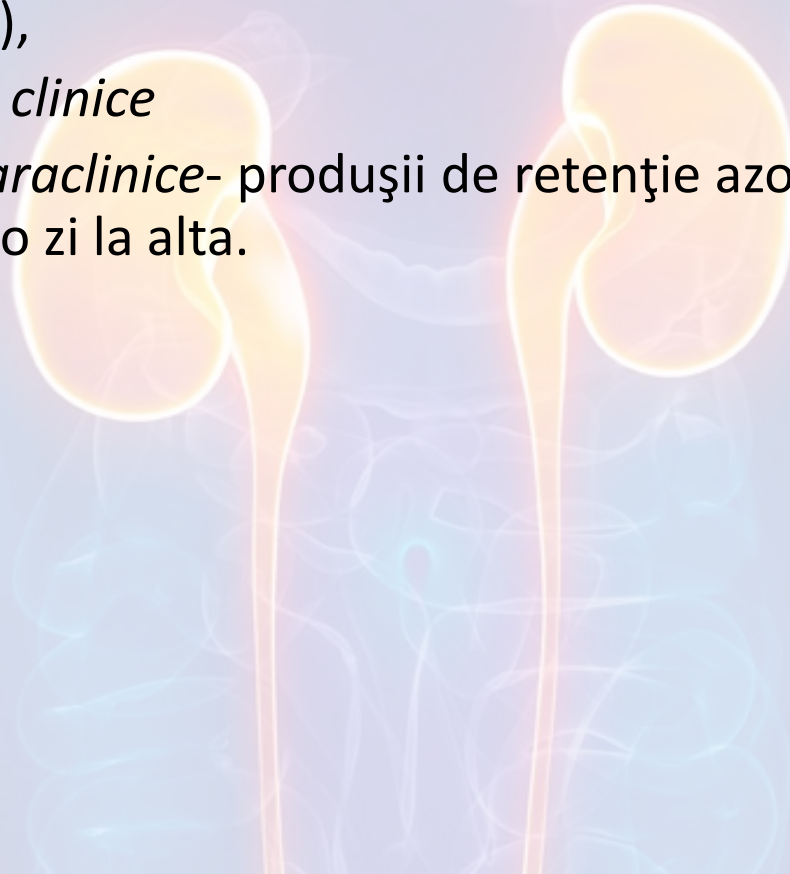 ),
clinice
araclinice- produşii de retenţie azo
o zi la alta.